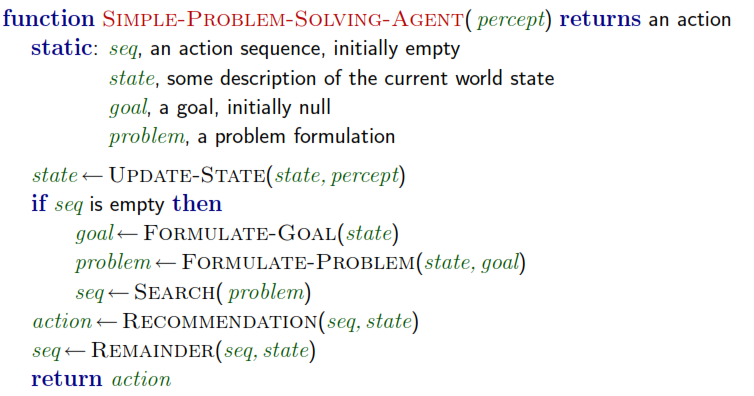 function SIMPLE-PROBLEM-SOLVING-AGENT( percept) returns an action
static: seq, an action sequence, initially empty
state, some description of the current world state
goal, a goal, initially null
problem, a problem formulation
state ← UPDATE-STATE(state, percept)
if seq is empty then
goal ← FORMULATE-GOAL(state)
problem ← FORMULATE-PROBLEM(state, goal)
seq ← SEARCH( problem)
action ← RECOMMENDATION(seq, state)
seq ← REMAINDER(seq, state)
return action